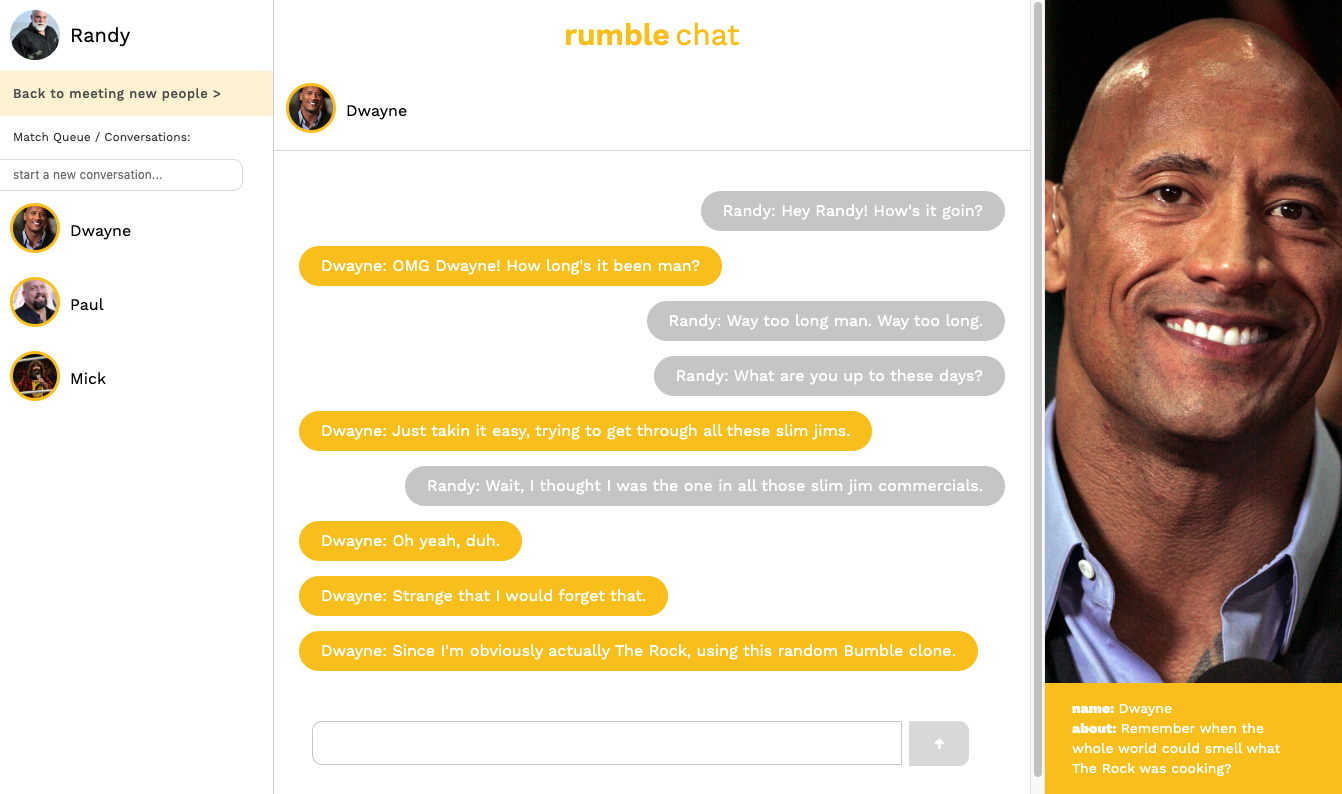 Randy
Back to meeting new people >
Match Queue / Conversations:
start a new conversation...
Dwayne
Paul
Mick
rumble chat
Dwayne
Randy: Hey Randy! How's it goin?
Dwayne: OMG Dwayne! How long's it been man?
Randy: Way too long man. Way too long.
Randy: What are you up to these days?
Dwayne: Just takin it easy, trying to get through all these slim jims.
Randy: Wait, I thought I was the one in all those slim jim commercials.
Dwayne: Oh yeah, duh.
Dwayne: Strange that I would forget that.
Dwayne: Since I'm obviously actually The Rock, using this random Bumble clone.
name: Dwayne
about: Remember when the
whole world could smell what
The Rock was cooking?